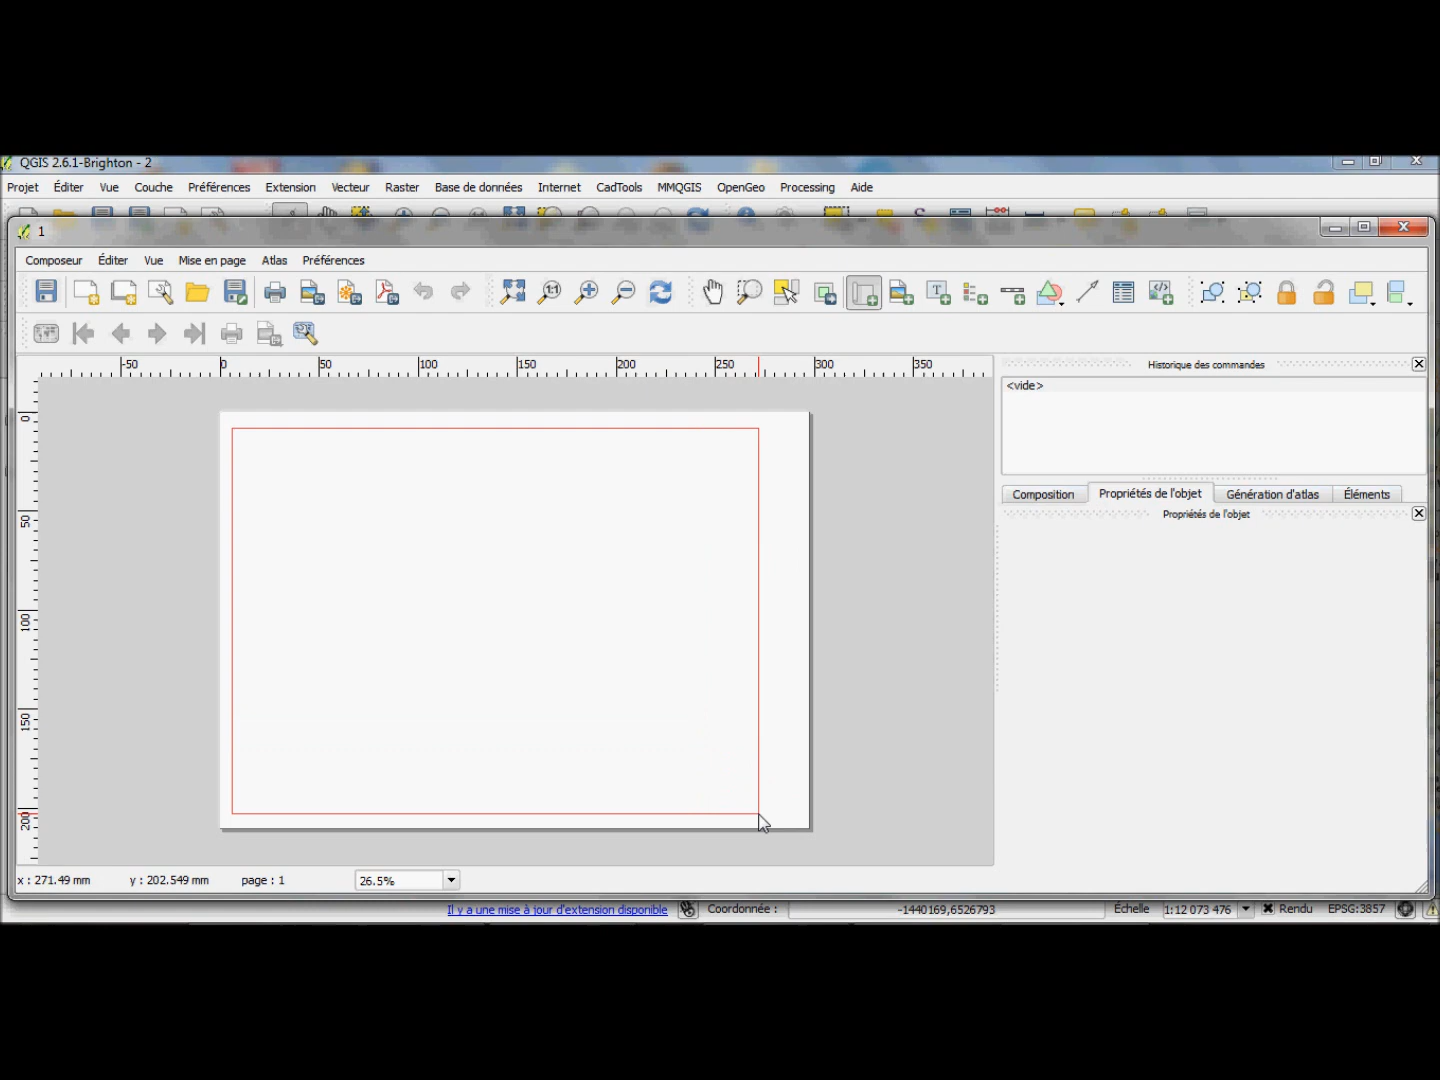 QGIS 2.6.1-Brighton - 2
Projet Éditer Vue Couche Préférences Extension Vecteur Raster Base de données Internet CadTools MMQGIS OpenGeo Processing Aide
1
Composeur Éditer Vue Mise en page Atlas Préférences
1:1
T
-50 0 50 100 150 200 250 300 350
Historique des commandes
<vide>
0
50
100
150
200
Composition Propriétés de l'objet Génération d'atlas Éléments
Propriétés de l'objet
x : 271.49 mm y : 202.549 mm page : 1 26.5%
Il y a une mise à jour d'extension disponible Coordonnée : -1440169,6526793 Échelle 1:12 073 476 Rendu EPSG:3857